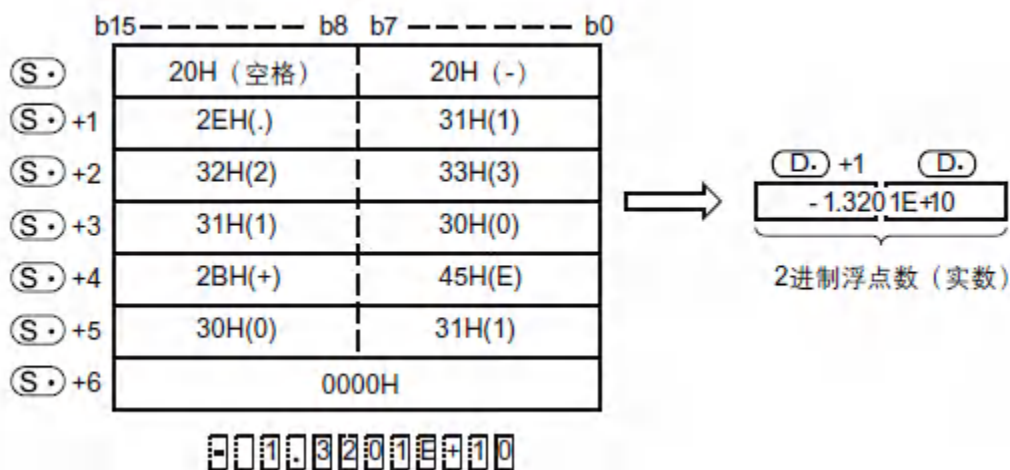 b15 b8 b7 b0
S· 20H（空格） 20H（-）
S· +1 2EH(.) 31H(1)
S· +2 32H(2) 33H(3)
D· +1 D·
S· +3 31H(1) 30H(0)
-1.3201E+10
S· +4 2BH(+) 45H(E)
2进制浮点数（实数）
S· +5 30H(0) 31H(1)
S· +6 0000H
- 1.3201E+10